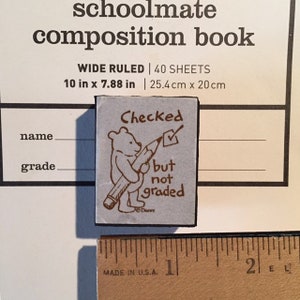 schoolmate
composition book
WIDE RULED | 40 SHEETS
10 in x 7.88 in | 25.4cm x 20cm
name
grade
Checked
but
not
graded
©Disney
MADE IN U.S.A. 1 2 E L